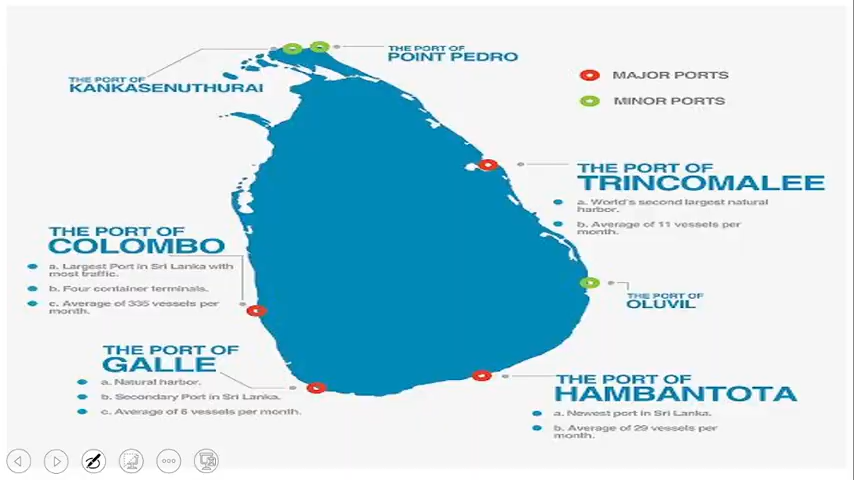 THE PORT OF
POINT PEDRO
THE PORT OF
KANKASENUTHURAI
MAJOR PORTS
MINOR PORTS
THE PORT OF
TRINCOMALEE
a. World's second largest natural
harbor.
b. Average of 11 vessels per
month.
THE PORT OF
COLOMBO
a. Largest Port in Sri Lanka with
most traffic.
b. Four container terminals.
c. Average of 335 vessels per
month.
THE PORT OF
OLUVIL
THE PORT OF
GALLE
a. Natural harbor.
b. Secondary Port in Sri Lanka.
c. Average of 6 vessels per month.
THE PORT OF
HAMBANTOTA
a. Newest port in Sri Lanka.
b. Average of 29 vessels per
month.